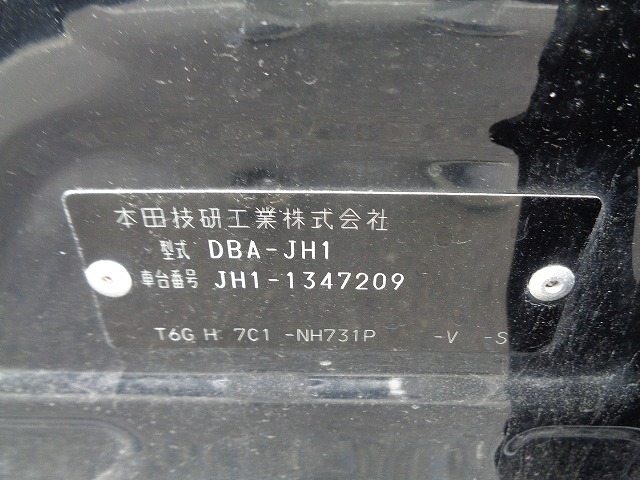 本田技研工業株式会社
型式 DBA-JH1
車台番号 JH1-1347209
T6G H 7C1 -NH731P -V -S